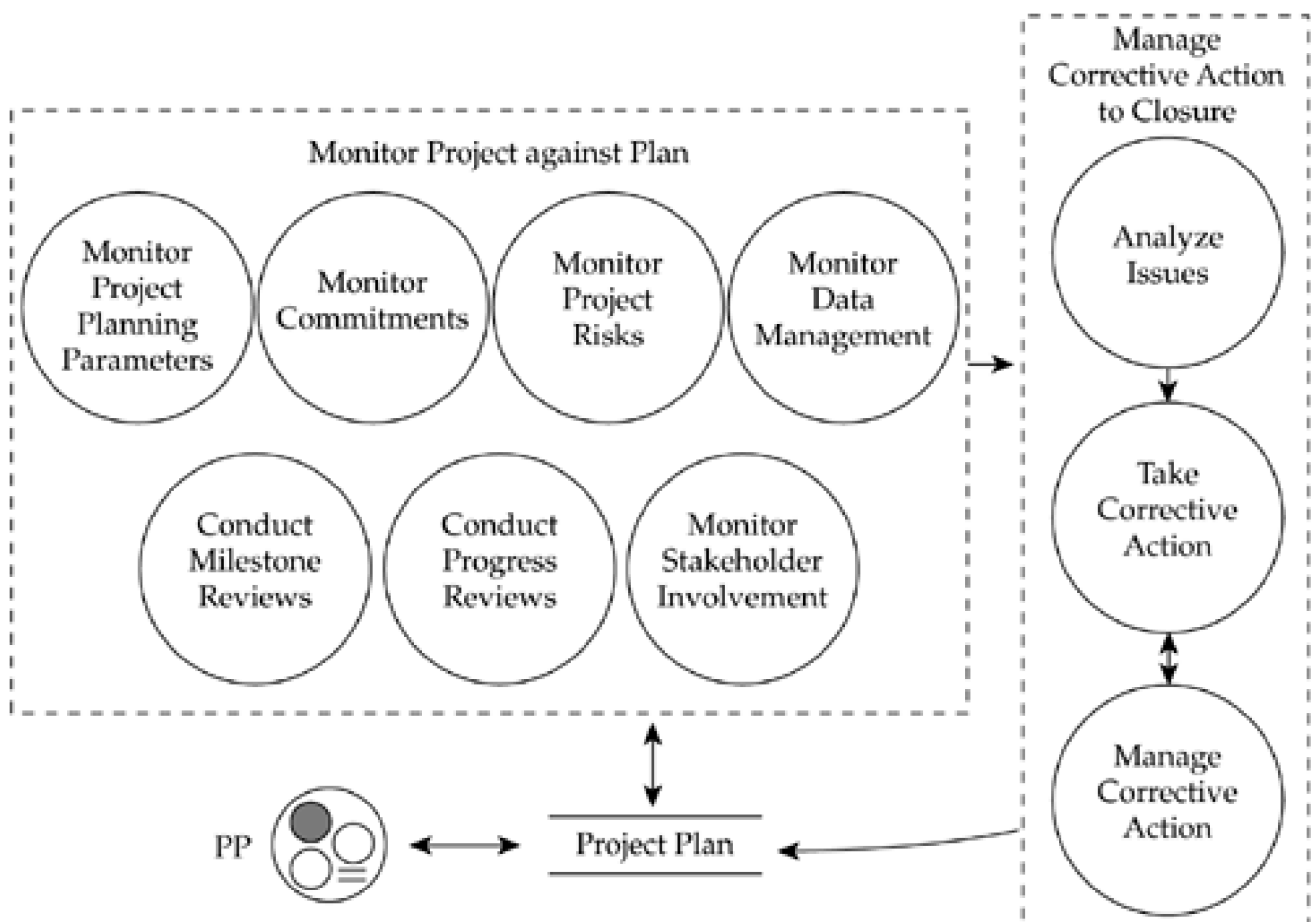 Monitor Project against Plan
Monitor
Project
Planning
Parameters
Monitor
Commitments
Monitor
Project
Risks
Monitor
Data
Management
Conduct
Milestone
Reviews
Conduct
Progress
Reviews
Monitor
Stakeholder
Involvement
Manage
Corrective Action
to Closure
Analyze
Issues
Take
Corrective
Action
Manage
Corrective
Action
PP
Project Plan